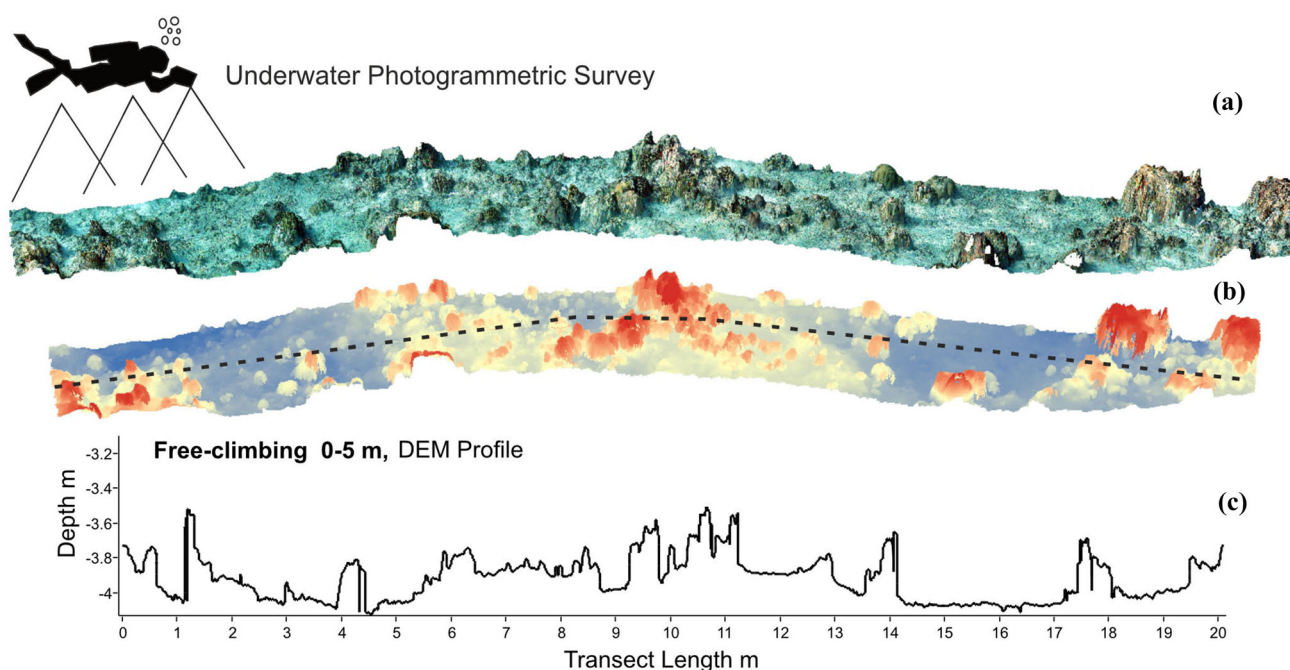 Underwater Photogrammetric Survey
(a)
(b)
Free-climbing 0-5 m, DEM Profile
(c)
Depth m
-3.2
-3.4
-3.6
-3.8
-4
0 1 2 3 4 5 6 7 8 9 10 11 12 13 14 15 16 17 18 19 20
Transect Length m